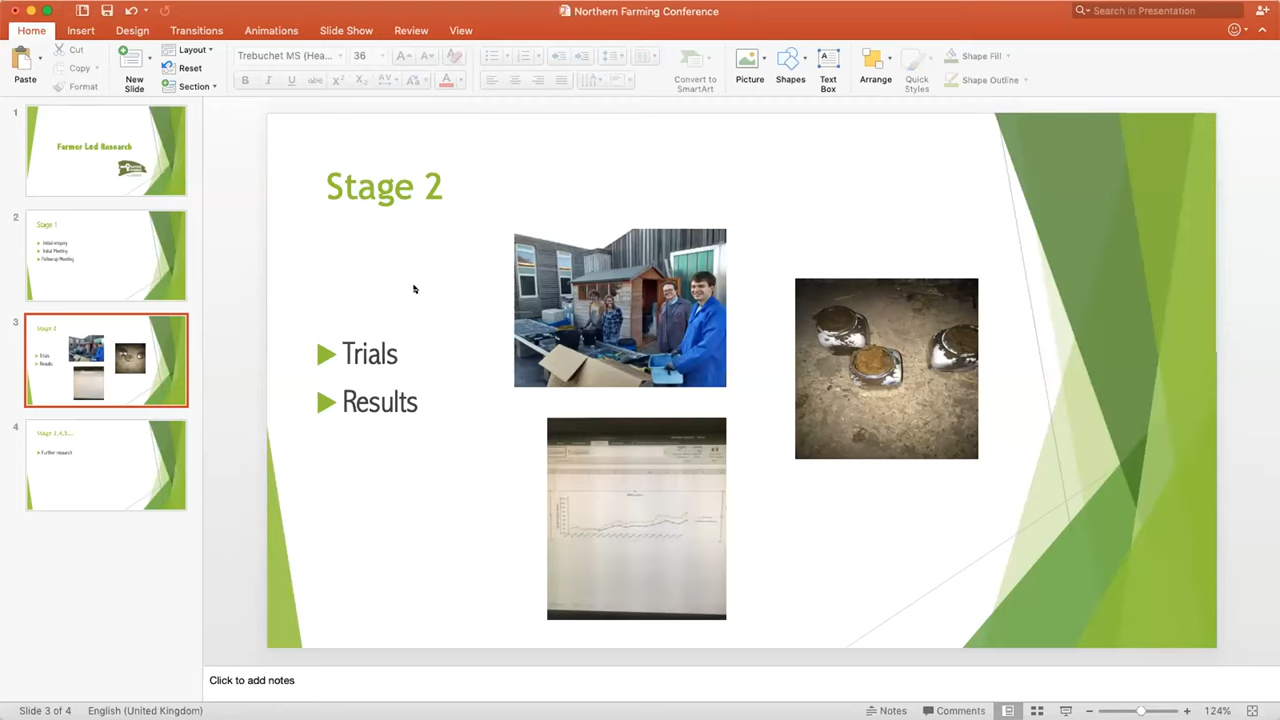 Northern Farming Conference
Search in Presentation
Home
Insert
Design
Transitions
Animations
Slide Show
Review
View
Paste
Cut
Copy
Format
New
Slide
Layout
Reset
Section
Trebuchet MS (Hea...
36
Convert to
SmartArt
Picture
Shapes
Text
Box
Arrange
Quick
Styles
Shape Fill
Shape Outline
1
Farmer Led Research
2
Stage 1
Initial enquiry
Initial Meeting
Follow up Meeting
3
Stage 2
Trials
Results
4
Stage 3,4,5....
Further research
Stage 2
Trials
Results
Click to add notes
Slide 3 of 4
English (United Kingdom)
Notes
Comments
124%